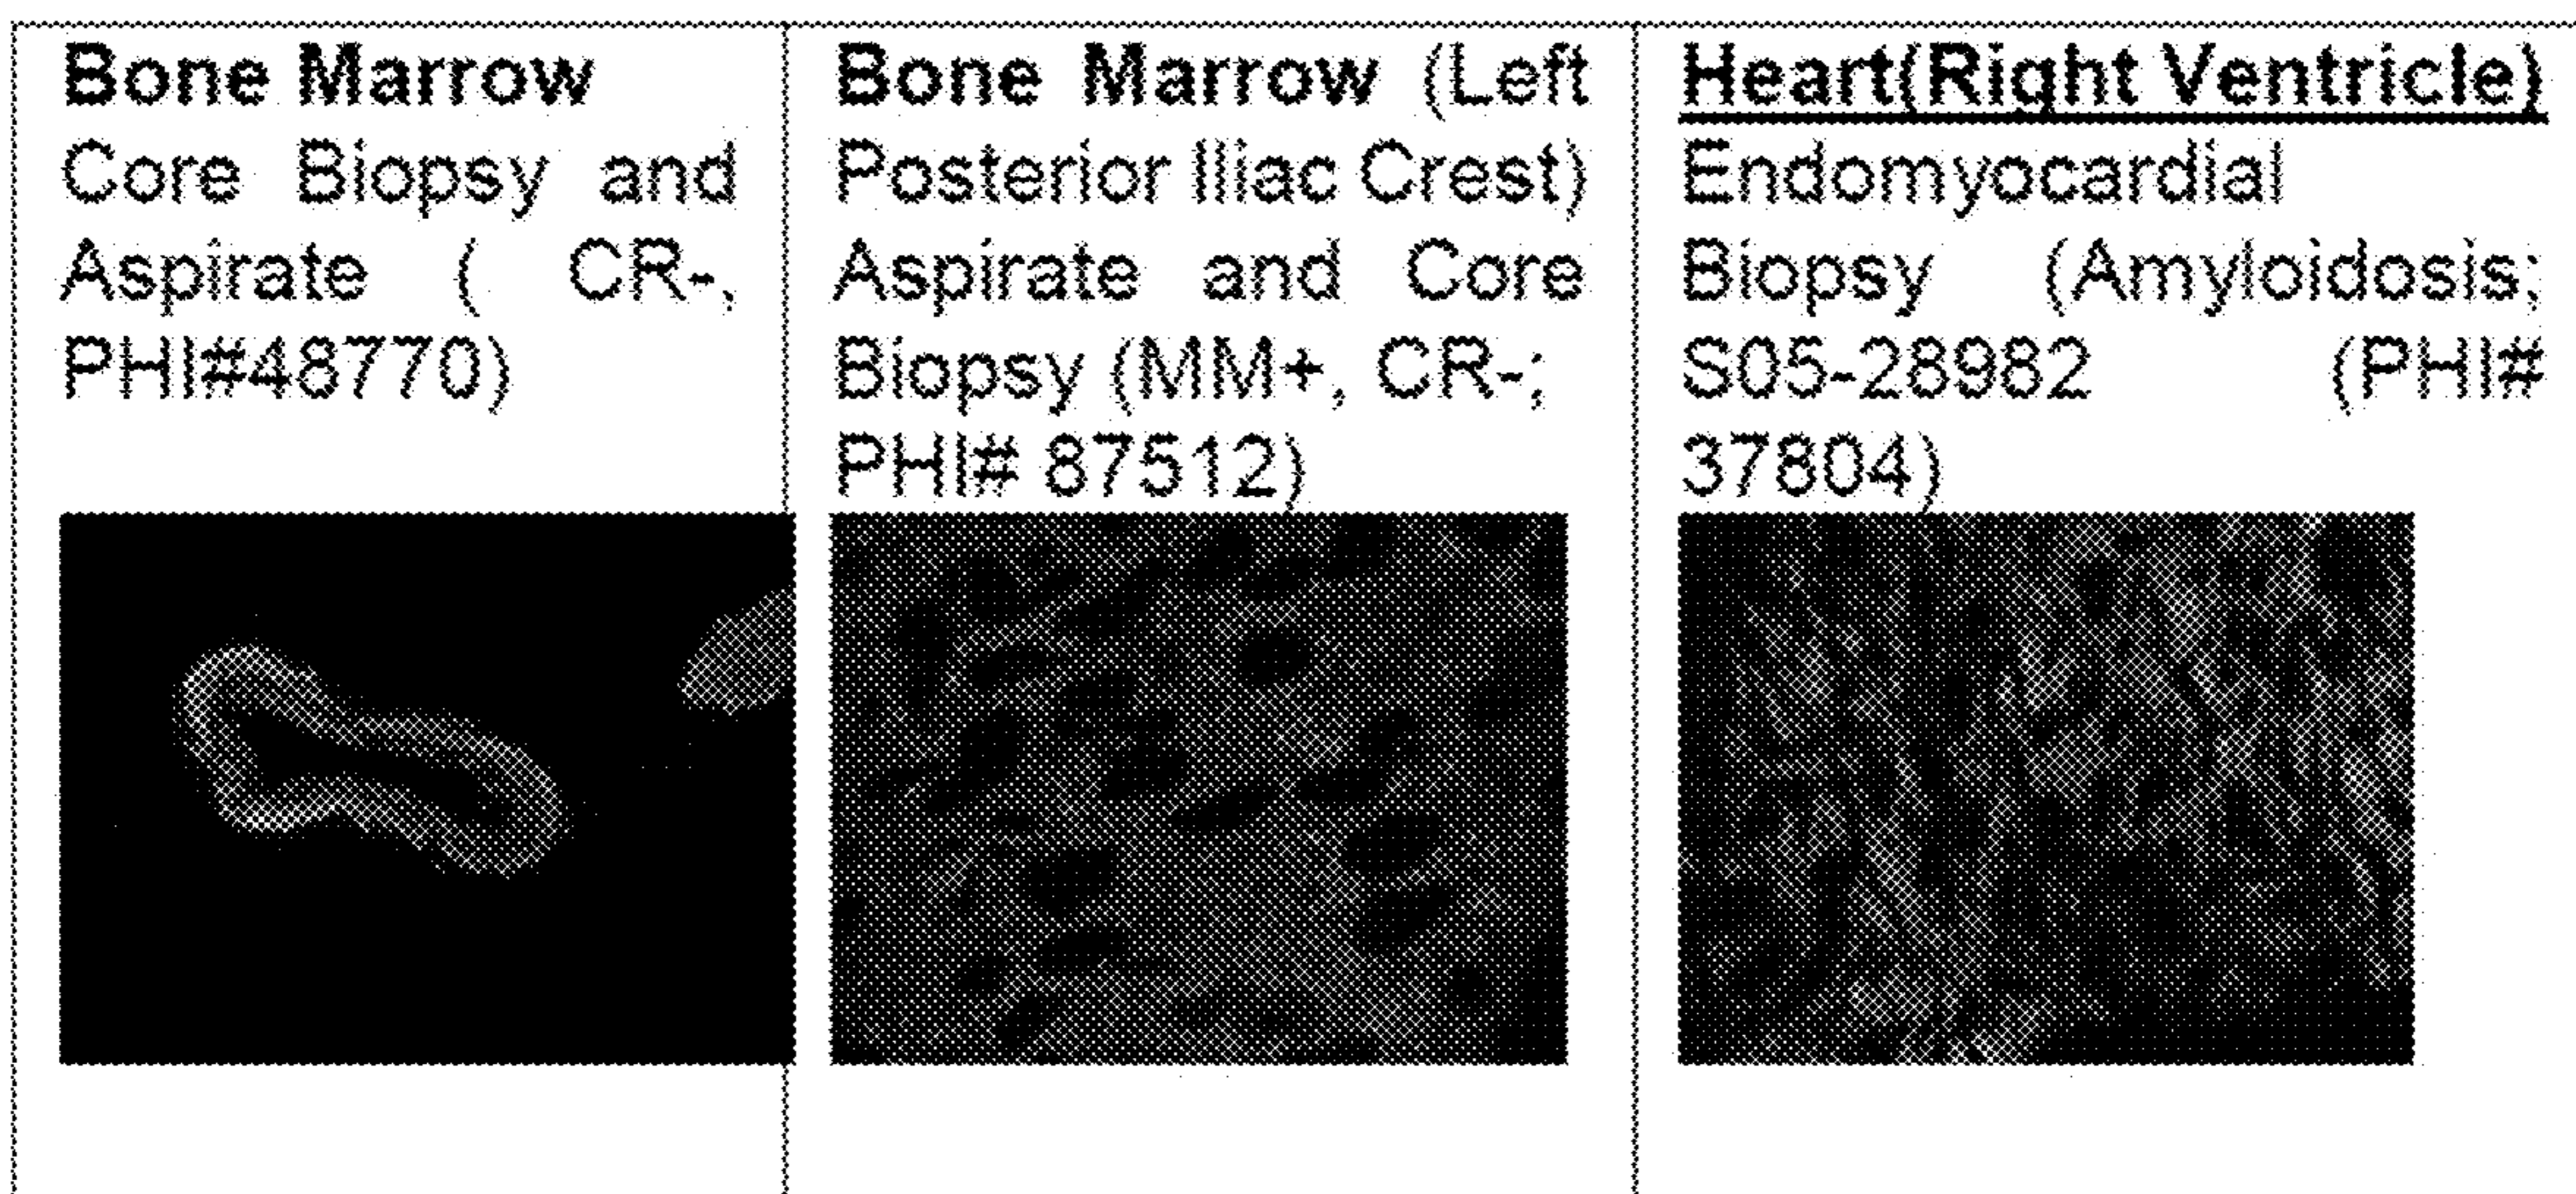 Bone Marrow
Core Biopsy and
Aspirate ( CR-,
PHI#48770)
Bone Marrow (Left
Posterior Iliac Crest)
Aspirate and Core
Biopsy (MM+, CR-;
PHI# 87512)
Heart(Right Ventricle)
Endomyocardial
Biopsy (Amyloidosis;
S05-28982 (PHI#
37804)